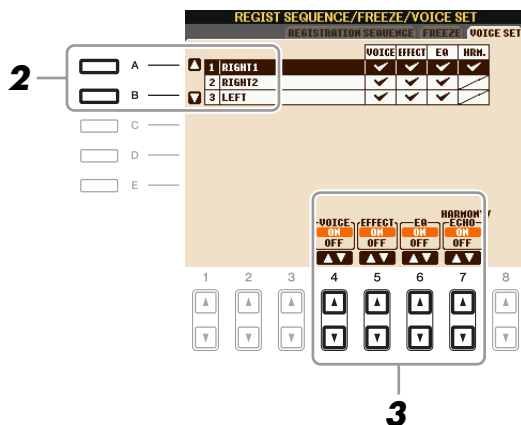 REGIST SEQUENCE/FREEZE/VOICE SET
REGISTRATION SEQUENCE FREEZE VOICE SET
VOICE EFFECT EQ HRM.
1 RIGHT1
2 RIGHT2
3 LEFT
2
A
B
C
D
E
HARMONY/
VOICE EFFECT EQ ECHO
ON ON ON ON
OFF OFF OFF OFF
1 2 3 4 5 6 7 8
3